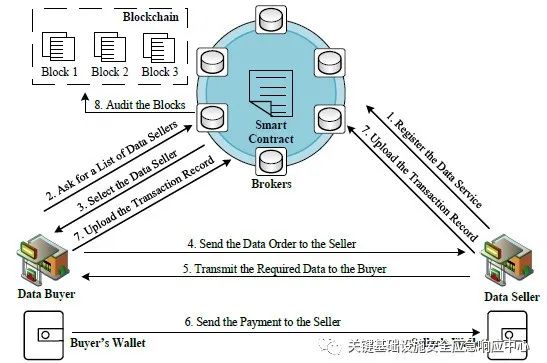 Blockchain
Block 1 Block 2 Block 3
8. Audit the Blocks
Smart
Contract
Brokers
2. Ask for a List of Data Sellers
3. Select the Data Seller
7. Upload the Transaction Record
1. Register the Data Service
7. Upload the Transaction Record
4. Send the Data Order to the Seller
5. Transmit the Required Data to the Buyer
Data Buyer
Data Seller
Buyer's Wallet
6. Send the Payment to the Seller
关键基础设施安全应急响应中心